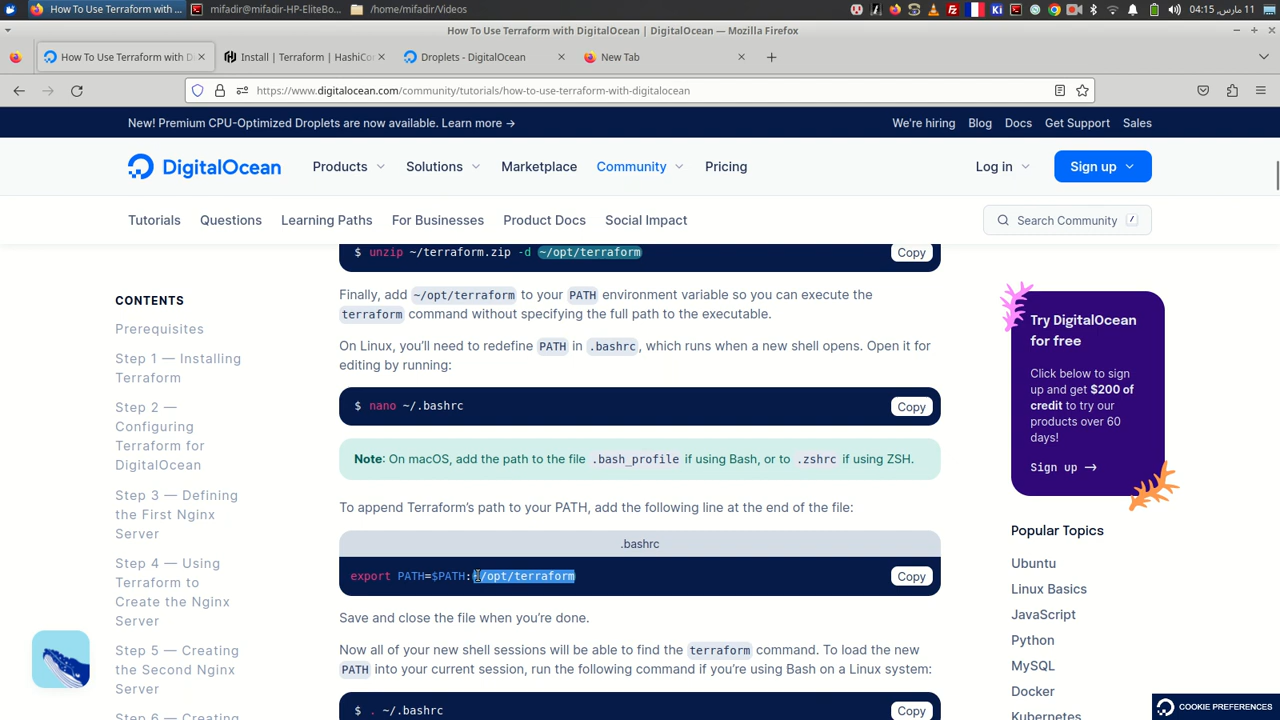 How To Use Terraform with ...
mifadir@mifadir-HP-EliteBo...
/home/mifadir/Videos
11 مارس, 04:15
How To Use Terraform with DigitalOcean | DigitalOcean — Mozilla Firefox
How To Use Terraform with D
Install | Terraform | HashiCo
Droplets - DigitalOcean
New Tab
https://www.digitalocean.com/community/tutorials/how-to-use-terraform-with-digitalocean
New! Premium CPU-Optimized Droplets are now available. Learn more →
We're hiring Blog Docs Get Support Sales
DigitalOcean
Products Solutions Marketplace Community Pricing
Log in Sign up
Tutorials Questions Learning Paths For Businesses Product Docs Social Impact
Search Community /
$ unzip ~/terraform.zip -d ~/opt/terraform
Copy
Finally, add ~/opt/terraform to your PATH environment variable so you can execute the
terraform command without specifying the full path to the executable.
On Linux, you’ll need to redefine PATH in .bashrc, which runs when a new shell opens. Open it for
editing by running:
$ nano ~/.bashrc
Copy
Note: On macOS, add the path to the file .bash_profile if using Bash, or to .zshrc if using ZSH.
To append Terraform’s path to your PATH, add the following line at the end of the file:
.bashrc
export PATH=$PATH:~/opt/terraform
Copy
Save and close the file when you’re done.
Now all of your new shell sessions will be able to find the terraform command. To load the new
PATH into your current session, run the following command if you’re using Bash on a Linux system:
$ . ~/.bashrc
Copy
CONTENTS
Prerequisites
Step 1 — Installing
Terraform
Step 2 —
Configuring
Terraform for
DigitalOcean
Step 3 — Defining
the First Nginx
Server
Step 4 — Using
Terraform to
Create the Nginx
Server
Step 5 — Creating
the Second Nginx
Server
Step 6 — Creating
Try DigitalOcean
for free
Click below to sign
up and get $200 of
credit to try our
products over 60
days!
Sign up →
Popular Topics
Ubuntu
Linux Basics
JavaScript
Python
MySQL
Docker
Kubernetes
COOKIE PREFERENCES